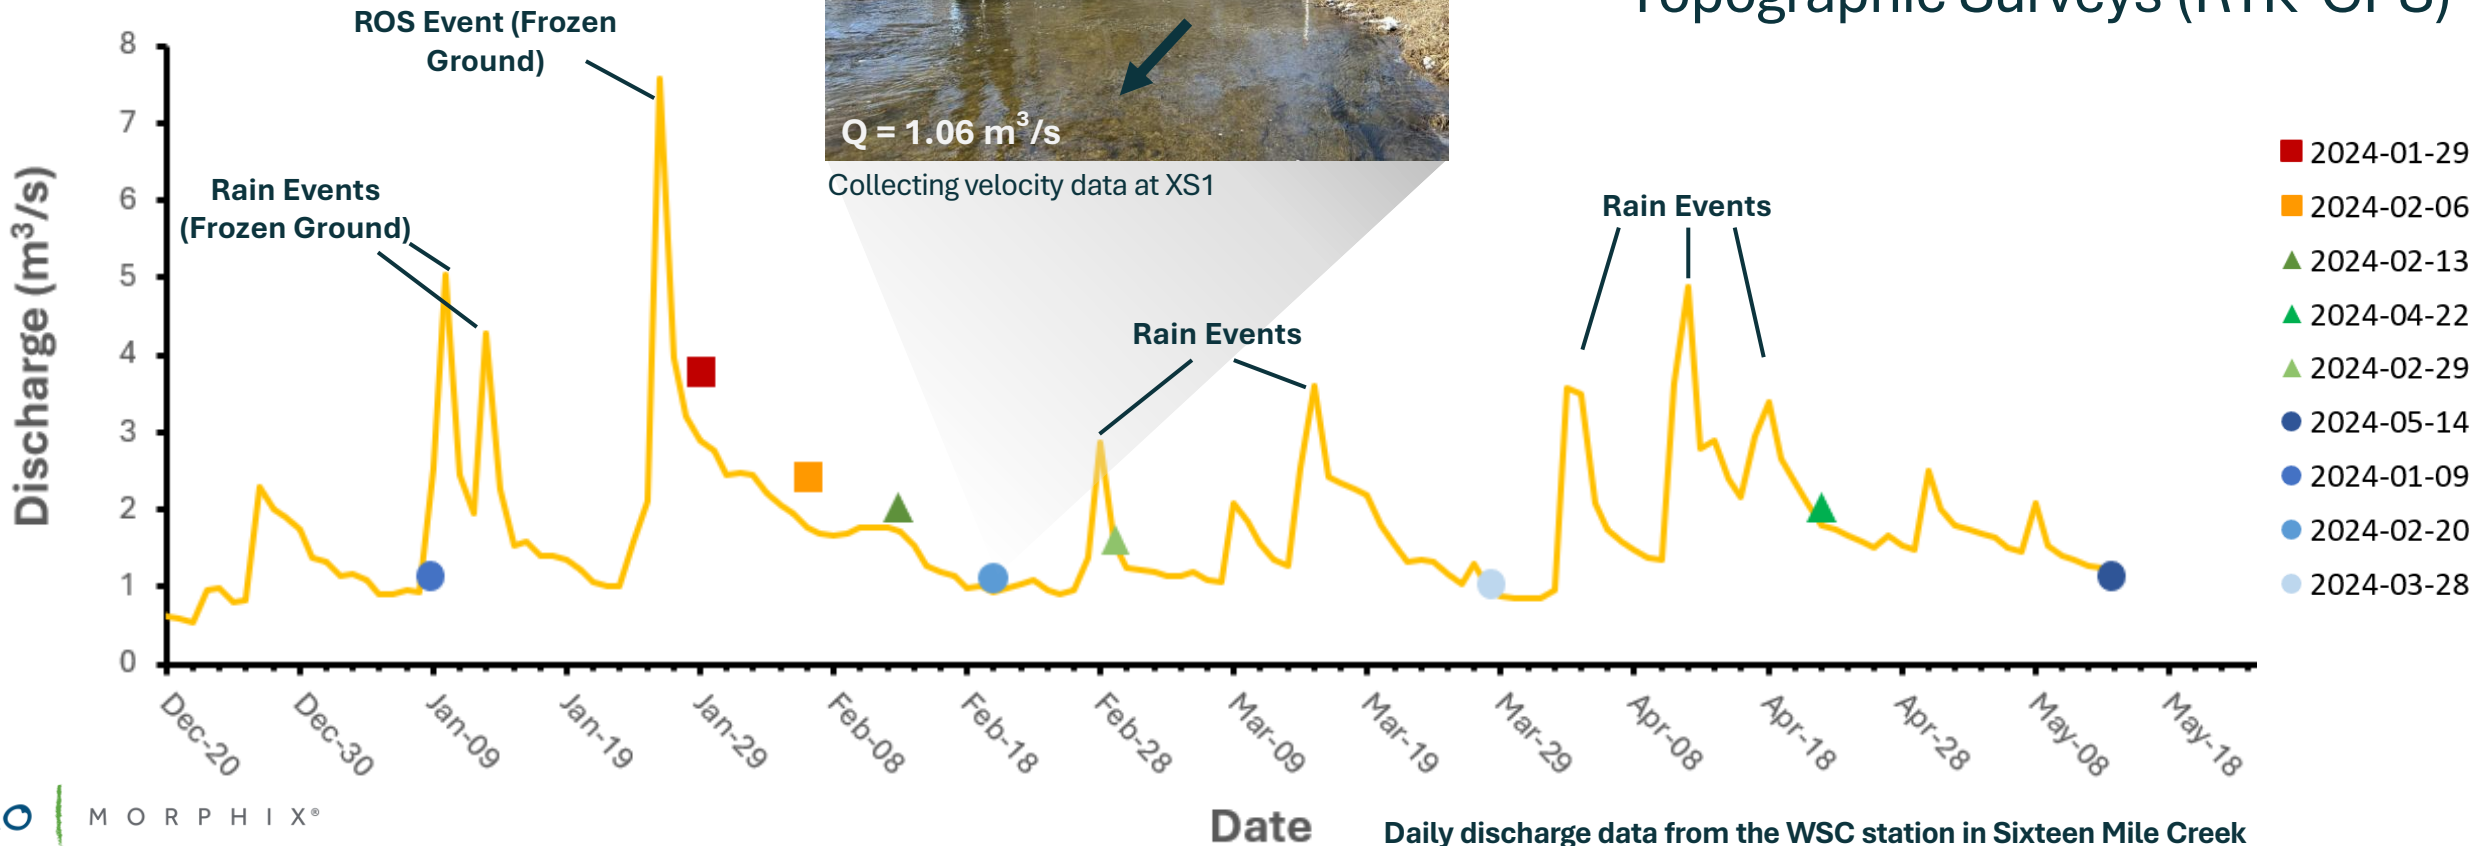 Topographic Surveys (RTK-GPS)
ROS Event (Frozen
Ground)
Q = 1.06 m³/s
Collecting velocity data at XS1
Rain Events
(Frozen Ground)
Rain Events
Rain Events
Discharge (m³/s)
8
7
6
5
4
3
2
1
0
2024-01-29
2024-02-06
2024-02-13
2024-04-22
2024-02-29
2024-05-14
2024-01-09
2024-02-20
2024-03-28
Dec-20
Dec-30
Jan-09
Jan-19
Jan-29
Feb-08
Feb-18
Feb-28
Mar-09
Mar-19
Mar-29
Apr-08
Apr-18
Apr-28
May-08
May-18
MORPHIX®
Date
Daily discharge data from the WSC station in Sixteen Mile Creek